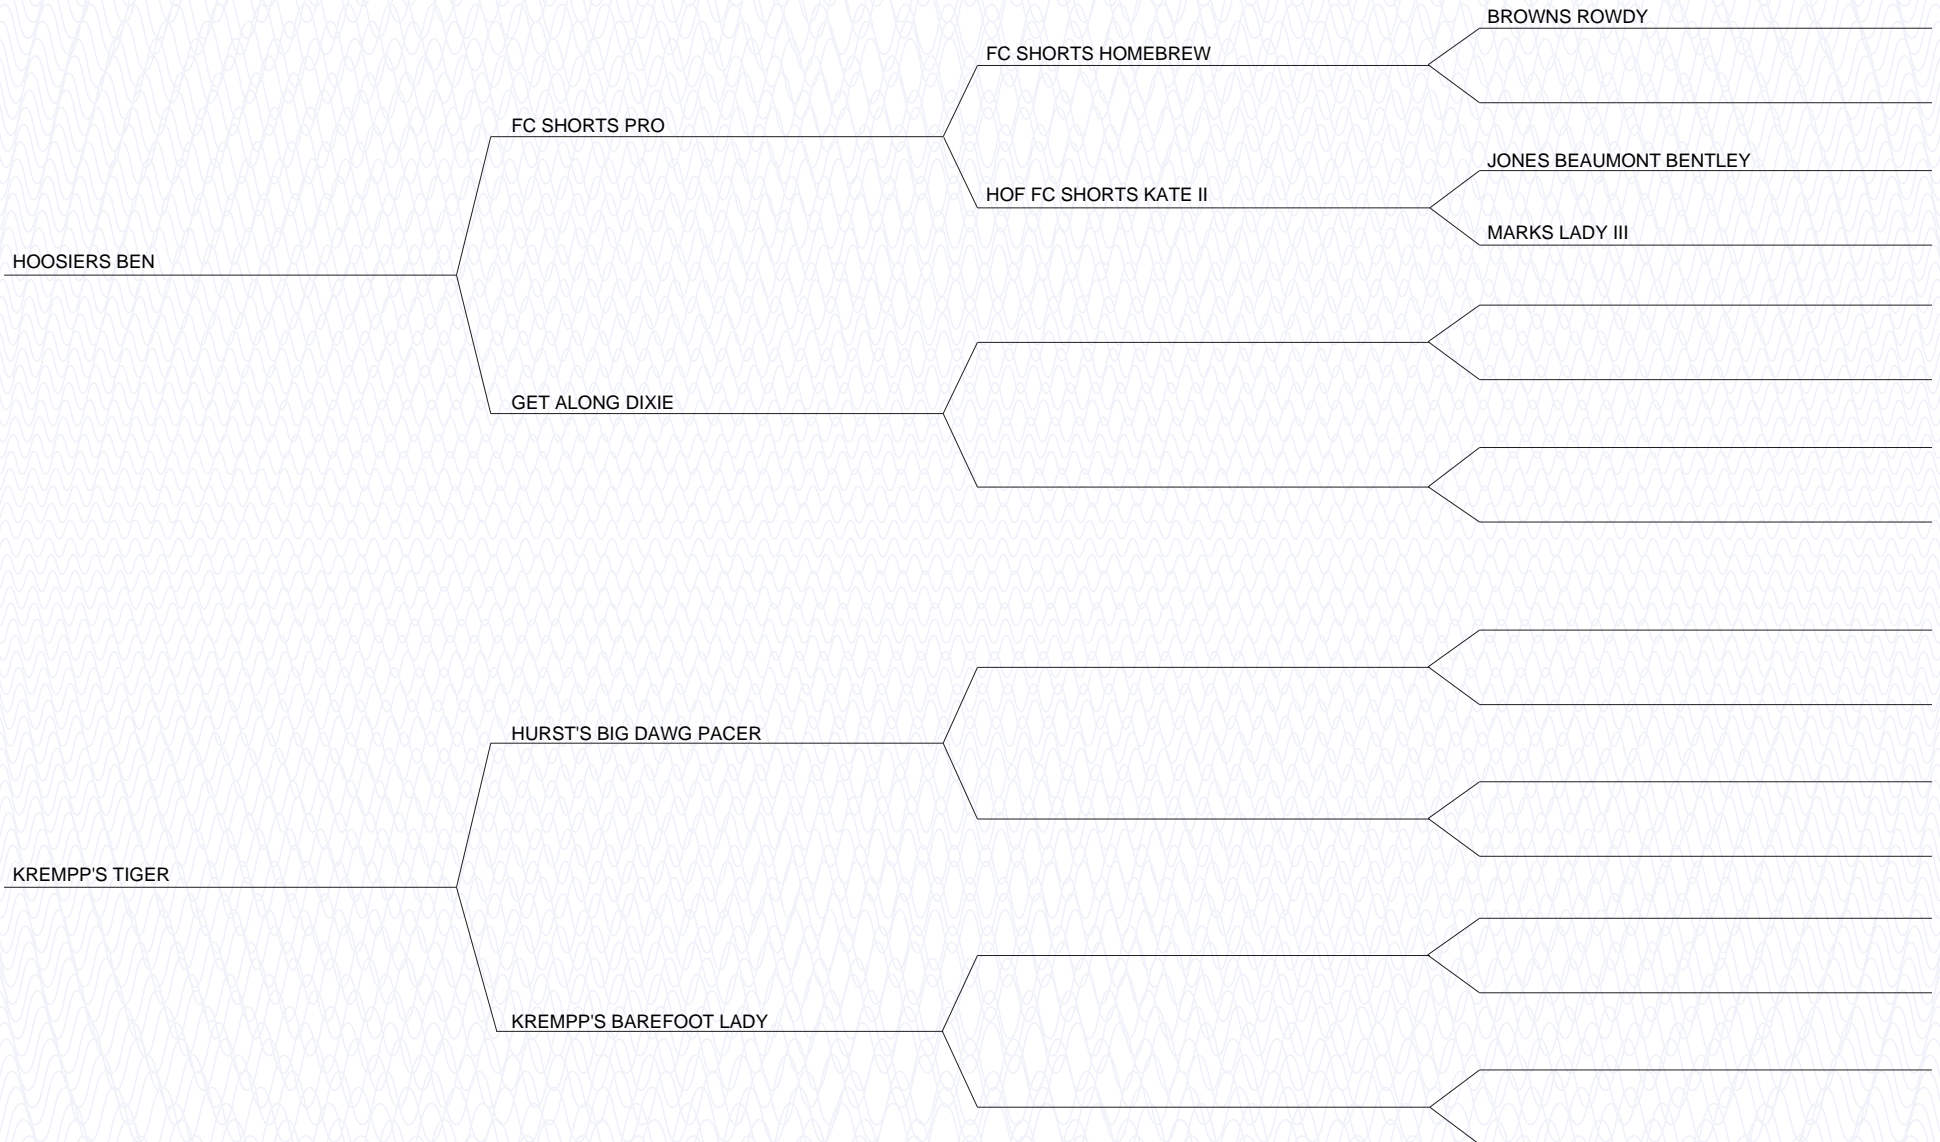 BROWNS ROWDY
FC SHORTS HOMEBREW
FC SHORTS PRO
JONES BEAUMONT BENTLEY
HOF FC SHORTS KATE II
MARKS LADY III
HOOSIERS BEN
GET ALONG DIXIE
HURST'S BIG DAWG PACER
KREMPP'S TIGER
KREMPP'S BAREFOOT LADY